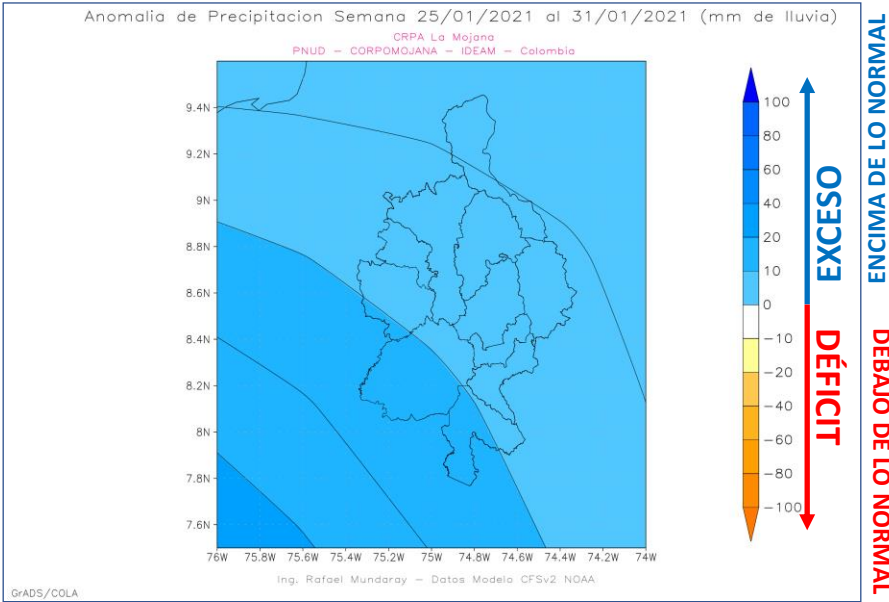 Anomalia de Precipitacion Semana 25/01/2021 al 31/01/2021 (mm de lluvia)
CRPA La Mojana
PNUD – CORPOMOJANA – IDEAM – Colombia
9.4N
9.2N
9N
8.8N
8.6N
8.4N
8.2N
8N
7.8N
7.6N
76W 75.8W 75.6W 75.4W 75.2W 75W 74.8W 74.6W 74.4W 74.2W 74W
100
80
60
40
20
10
0
−10
−20
−40
−60
−80
−100
EXCESO
DÉFICIT
ENCIMA DE LO NORMAL
DEBAJO DE LO NORMAL
Ing. Rafael Mundaray – Datos Modelo CFSv2 NOAA
GrADS/COLA